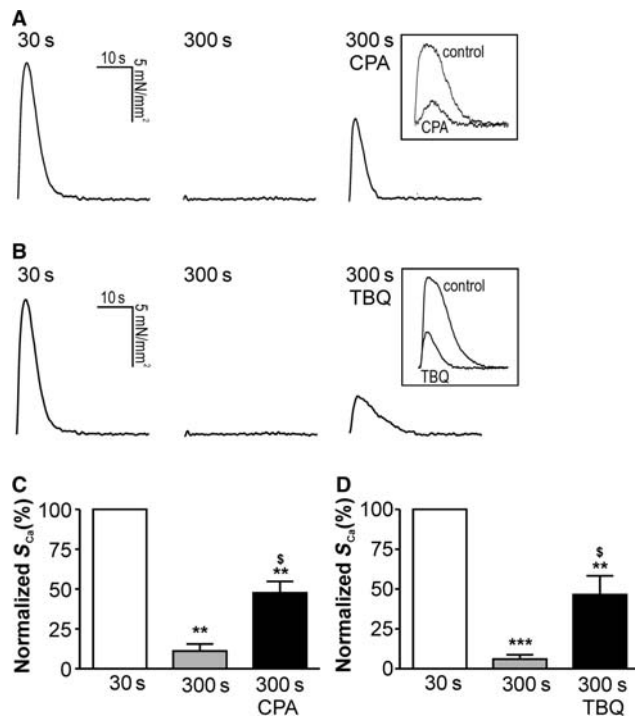 A
30 s
10 s
5 mN/mm²
300 s
300 s
CPA
control
CPA
B
30 s
10 s
5 mN/mm²
300 s
300 s
TBQ
control
TBQ
C
Normalized S_Ca(%)
100
75
50
25
0
**
$
**
30 s
300 s
300 s
CPA
D
Normalized S_Ca(%)
100
75
50
25
0
***
$
**
30 s
300 s
300 s
TBQ